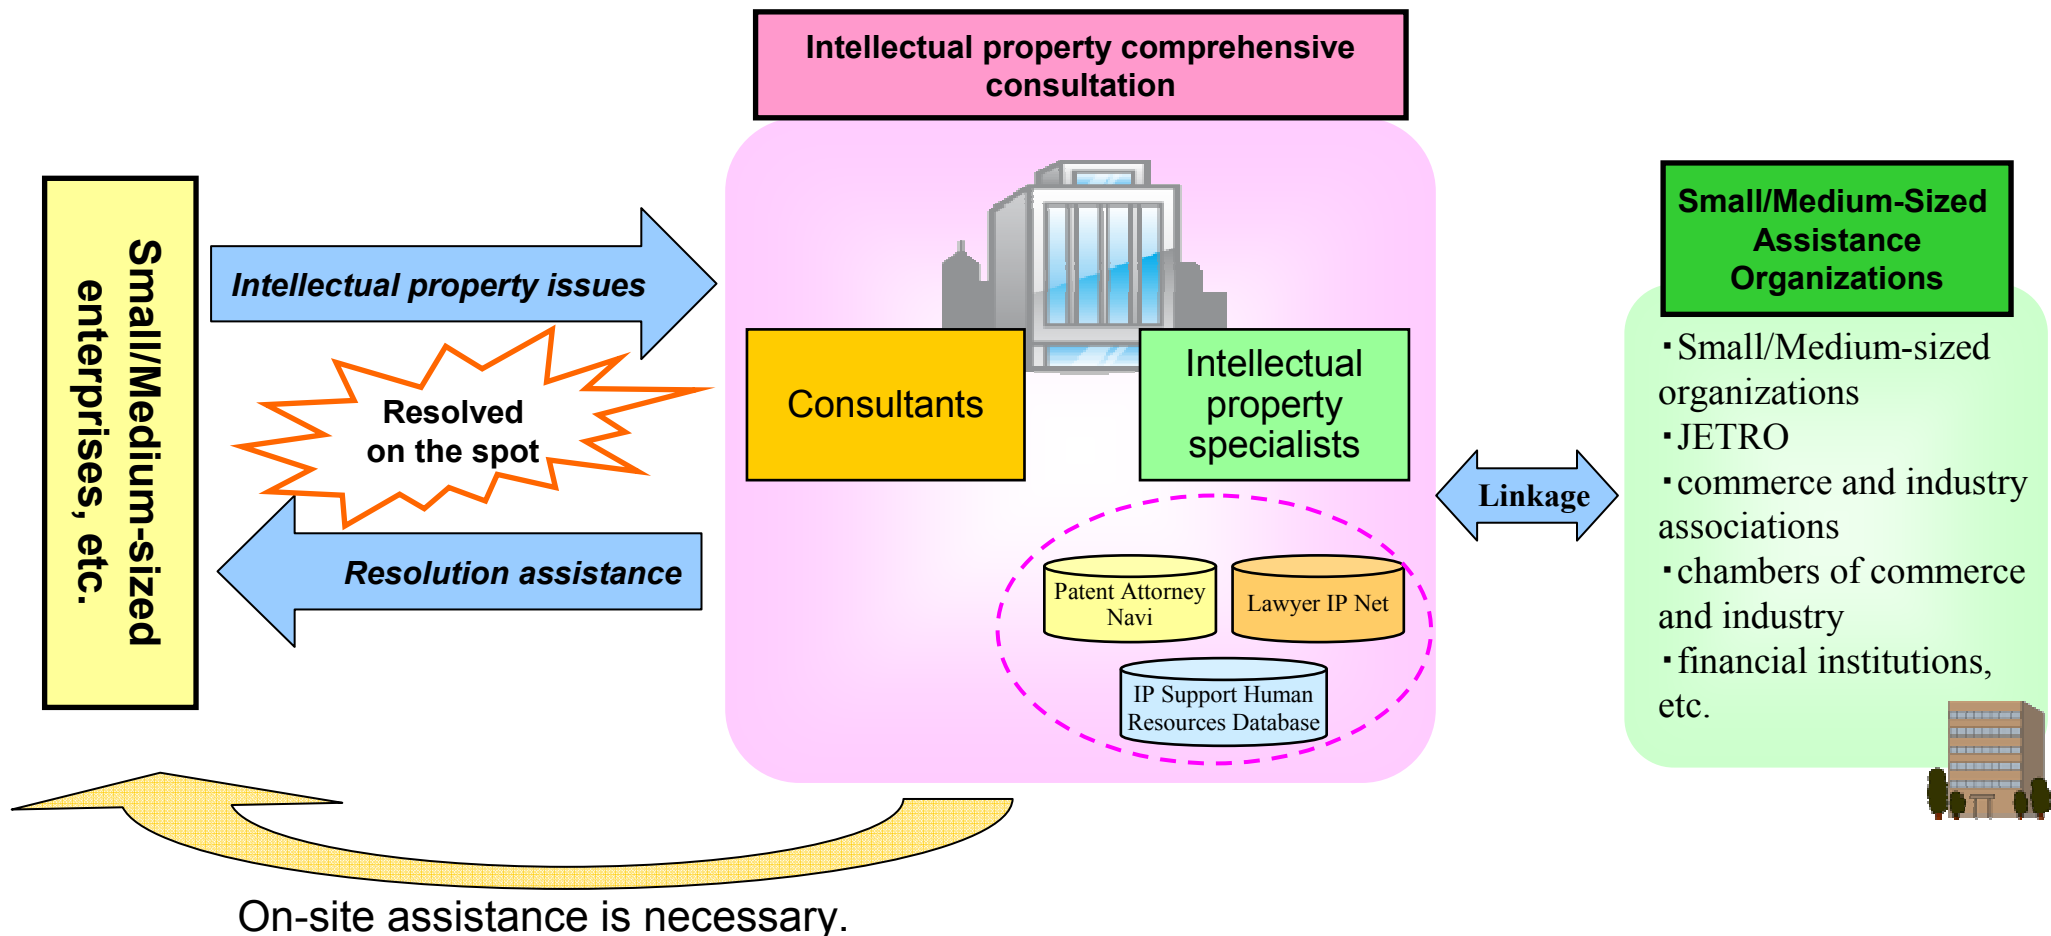 Intellectual property comprehensive
consultation
Small/Medium-sized
enterprises, etc.
Intellectual property issues
Resolved
on the spot
Resolution assistance
Consultants
Intellectual
property
specialists
Patent Attorney
Navi
Lawyer IP Net
IP Support Human
Resources Database
Linkage
Small/Medium-Sized
Assistance
Organizations
・Small/Medium-sized
organizations
・JETRO
・commerce and industry
associations
・chambers of commerce
and industry
・financial institutions,
etc.
On-site assistance is necessary.